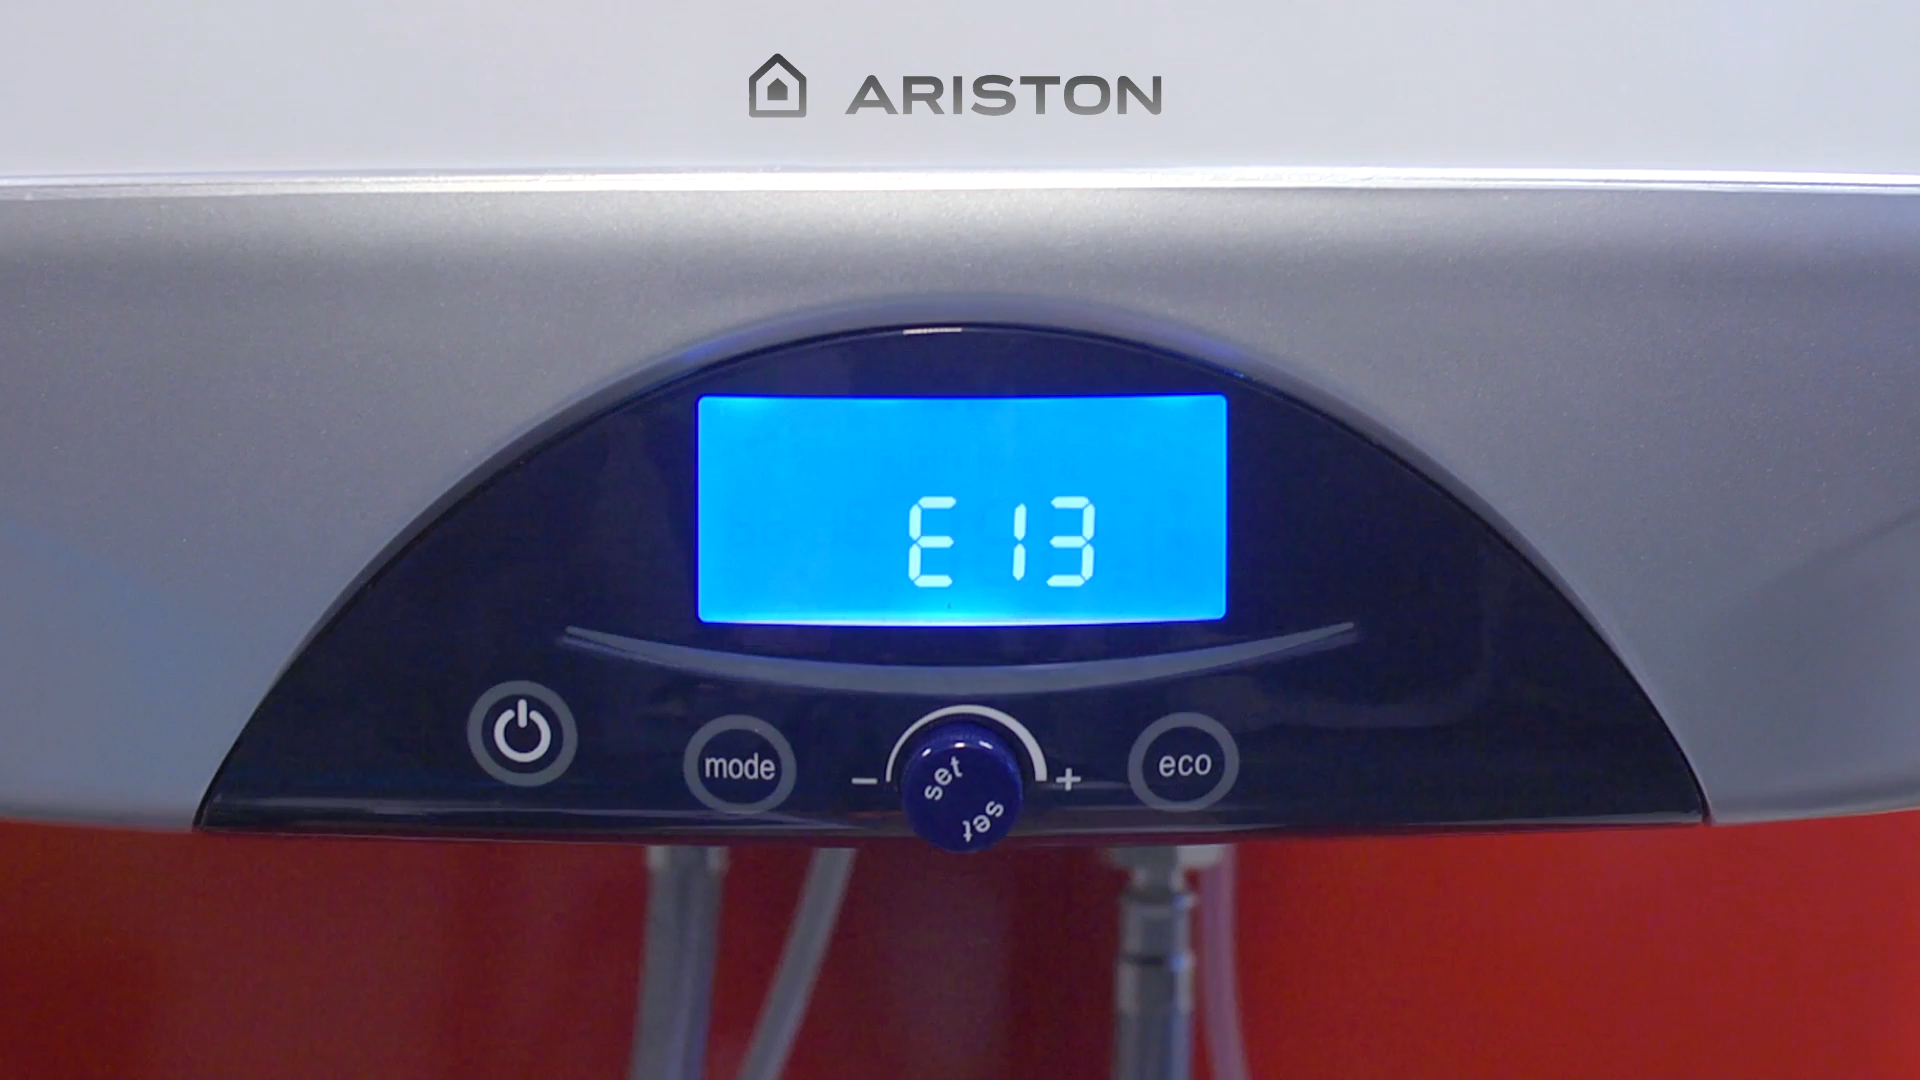 ARISTON
E13
mode
−
set
set
+
eco